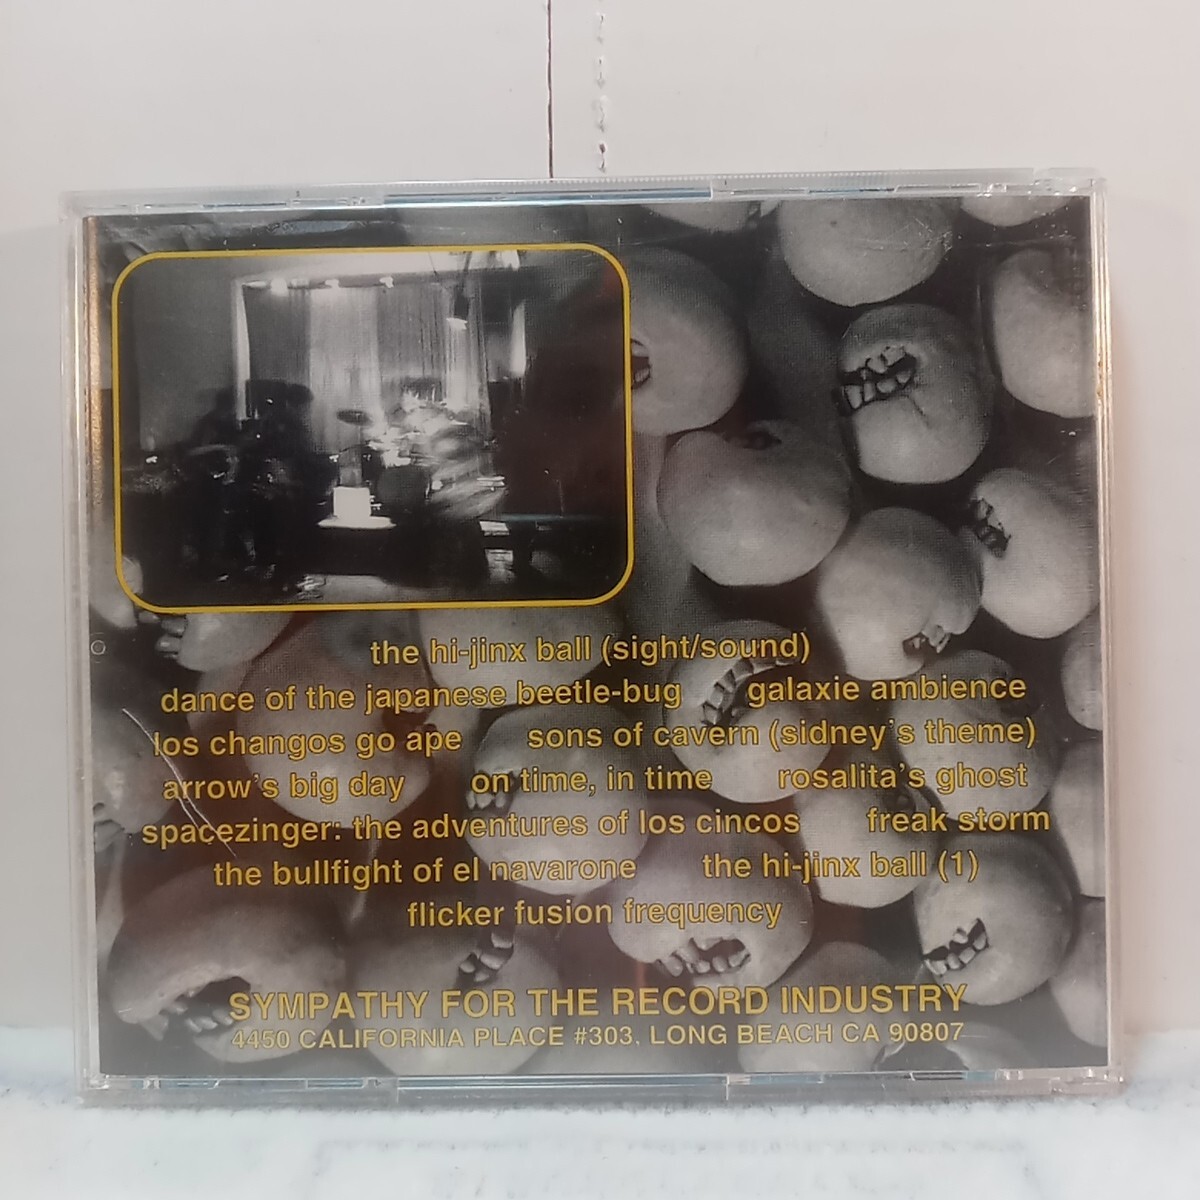 the hi-jinx ball (sight/sound)
dance of the japanese beetle-bug galaxie ambience
los changos go ape sons of cavern (sidney's theme)
arrow's big day on time, in time rosalita's ghost
spacezinger: the adventures of los cincos freak storm
the bullfight of el navarone the hi-jinx ball (1)
flicker fusion frequency
SYMPATHY FOR THE RECORD INDUSTRY
4450 CALIFORNIA PLACE #303, LONG BEACH CA 90807